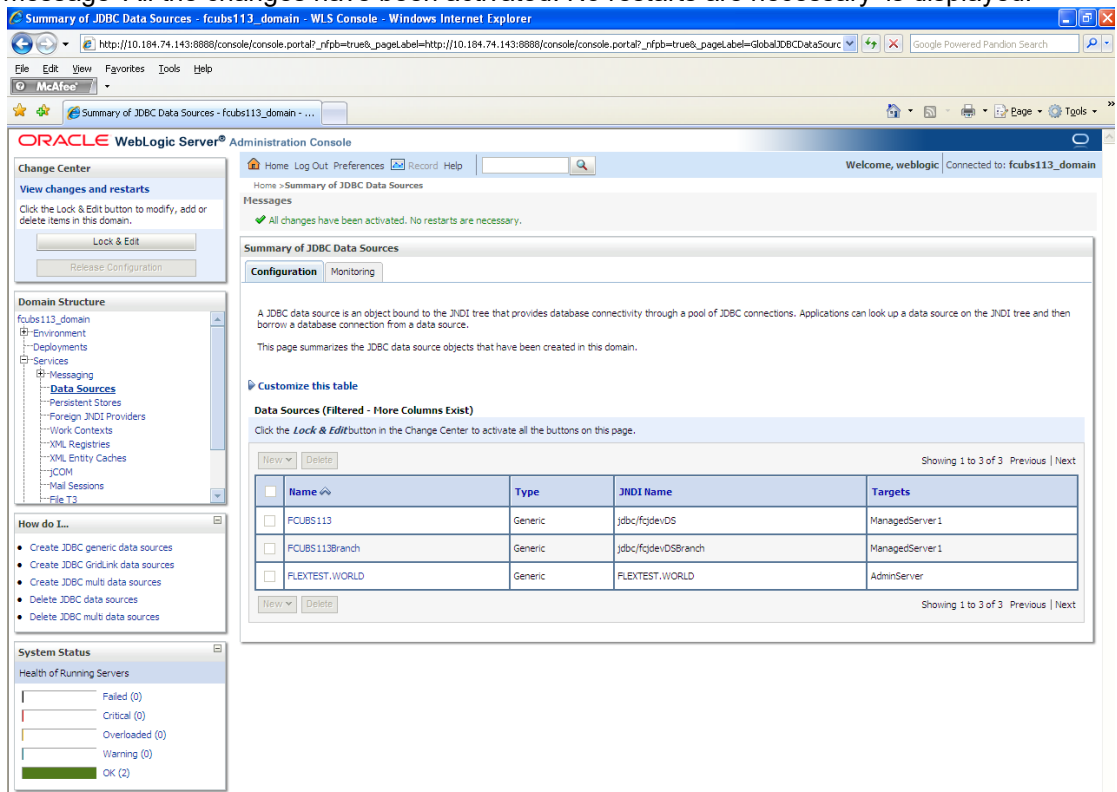 message 'All the changes have been activated. No restarts are necessary' is displayed.
Summary of JDBC Data Sources - fcubs113_domain - WLS Console - Windows Internet Explorer
http://10.184.74.143:8888/console/console.portal?_nfpb=true&_pageLabel=http://10.184.74.143:8888/console/console.portal?_nfpb=true&_pageLabel=GlobalJDBCDataSourc
Google Powered Pandion Search
File Edit View Favorites Tools Help
McAfee
Summary of JDBC Data Sources - fcubs113_domain - ...
Page Tools »
ORACLE WebLogic Server® Administration Console
Change Center
View changes and restarts
Click the Lock & Edit button to modify, add or
delete items in this domain.
Lock & Edit
Release Configuration
Domain Structure
fcubs113_domain
Environment
Deployments
Services
Messaging
Data Sources
Persistent Stores
Foreign JNDI Providers
Work Contexts
XML Registries
XML Entity Caches
jCOM
Mail Sessions
File T3
How do I...
Create JDBC generic data sources
Create JDBC GridLink data sources
Create JDBC multi data sources
Delete JDBC data sources
Delete JDBC multi data sources
System Status
Health of Running Servers
Failed (0)
Critical (0)
Overloaded (0)
Warning (0)
OK (2)
Home Log Out Preferences Record Help
Welcome, weblogic Connected to: fcubs113_domain
Home >Summary of JDBC Data Sources
Messages
All changes have been activated. No restarts are necessary.
Summary of JDBC Data Sources
Configuration Monitoring
A JDBC data source is an object bound to the JNDI tree that provides database connectivity through a pool of JDBC connections. Applications can look up a data source on the JNDI tree and then
borrow a database connection from a data source.
This page summarizes the JDBC data source objects that have been created in this domain.
Customize this table
Data Sources (Filtered - More Columns Exist)
Click the Lock & Edit button in the Change Center to activate all the buttons on this page.
New Delete Showing 1 to 3 of 3 Previous | Next
Name Type JNDI Name Targets
FCUBS113 Generic jdbc/fcjdevDS ManagedServer1
FCUBS113Branch Generic jdbc/fcjdevDSBranch ManagedServer1
FLEXTEST.WORLD Generic FLEXTEST.WORLD AdminServer
New Delete Showing 1 to 3 of 3 Previous | Next